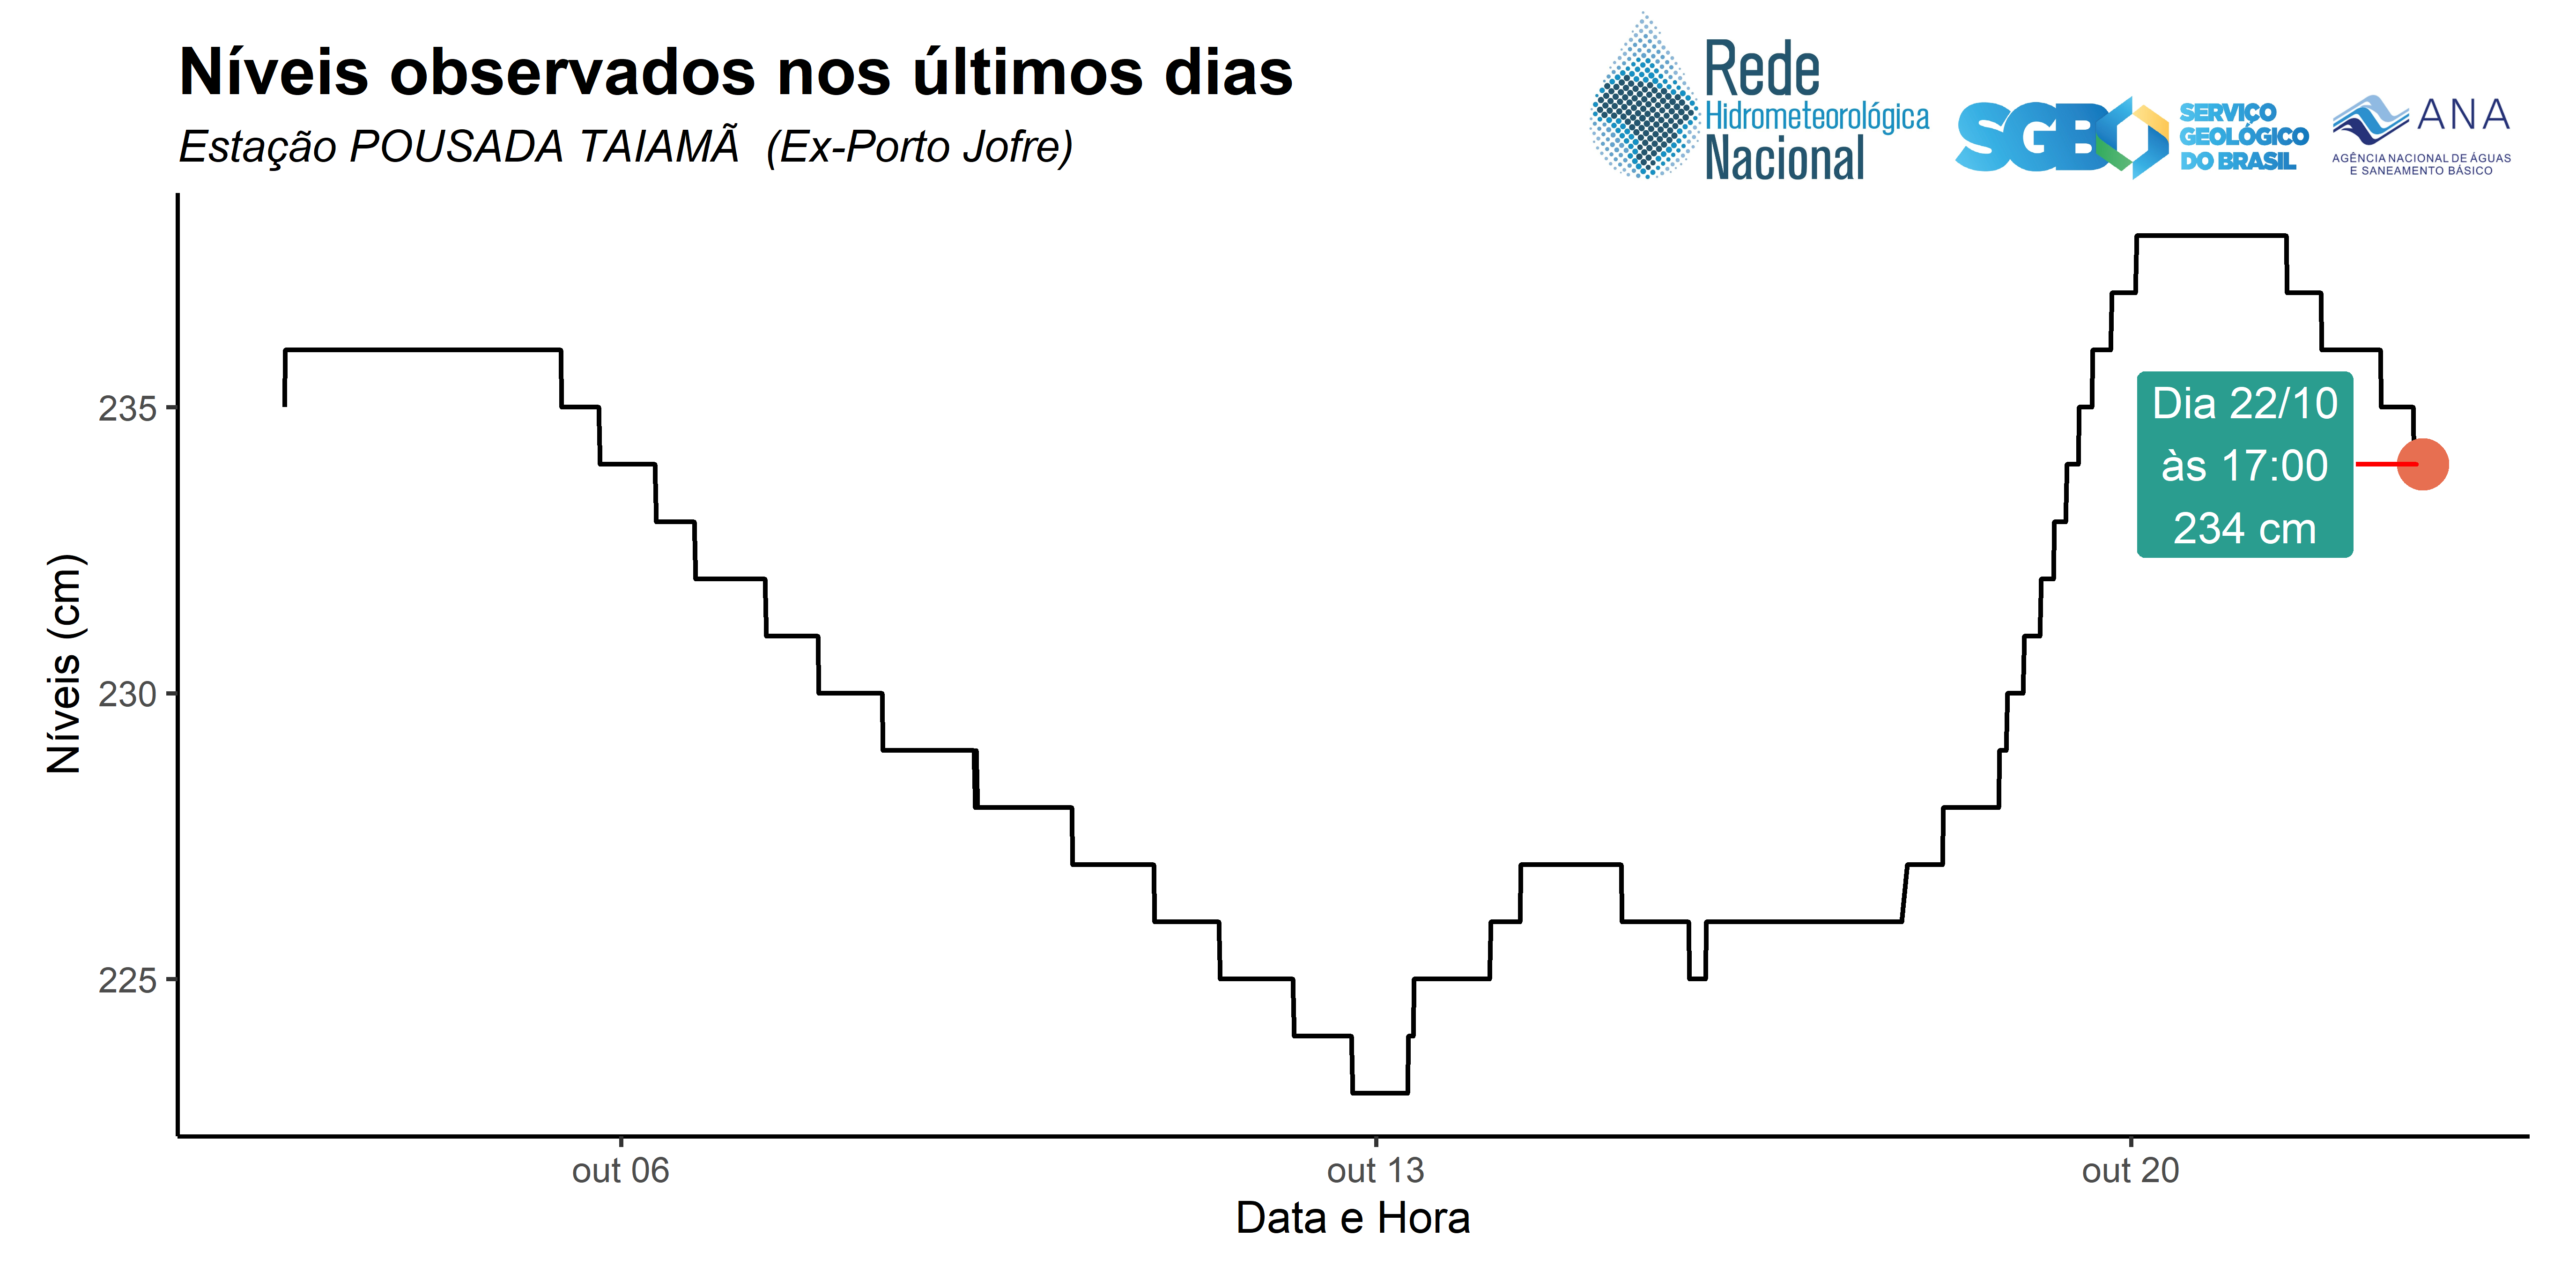 Níveis observados nos últimos dias
Estação POUSADA TAIAMÃ  (Ex-Porto Jofre)
Rede
Hidrometeorológica
Nacional
SGB
SERVIÇO
GEOLÓGICO
DO BRASIL
ANA
AGÊNCIA NACIONAL DE ÁGUAS
E SANEAMENTO BÁSICO
Níveis (cm)
235
230
225
Dia 22/10
às 17:00
234 cm
out 06
out 13
out 20
Data e Hora